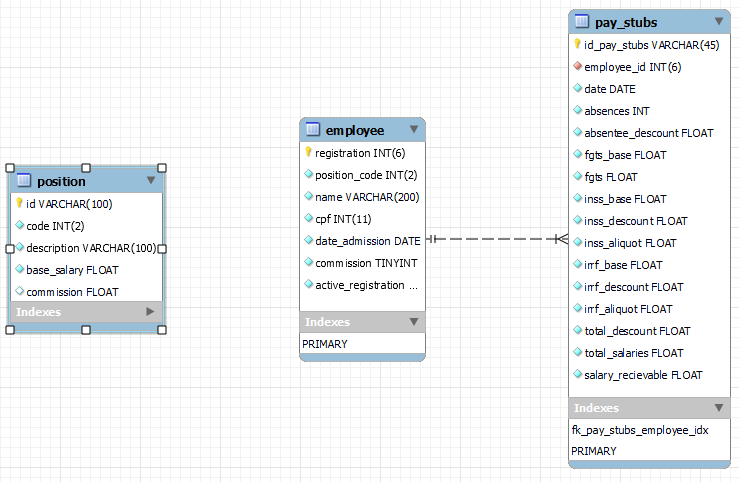 position
id VARCHAR(100)
code INT(2)
description VARCHAR(100)
base_salary FLOAT
commission FLOAT
Indexes
employee
registration INT(6)
position_code INT(2)
name VARCHAR(200)
cpf INT(11)
date_admission DATE
commission TINYINT
active_registration ...
Indexes
PRIMARY
pay_stubs
id_pay_stubs VARCHAR(45)
employee_id INT(6)
date DATE
absences INT
absentee_descount FLOAT
fgts_base FLOAT
fgts FLOAT
inss_base FLOAT
inss_descount FLOAT
inss_aliquot FLOAT
irrf_base FLOAT
irrf_descount FLOAT
irrf_aliquot FLOAT
total_descount FLOAT
total_salaries FLOAT
salary_recievable FLOAT
Indexes
fk_pay_stubs_employee_idx
PRIMARY